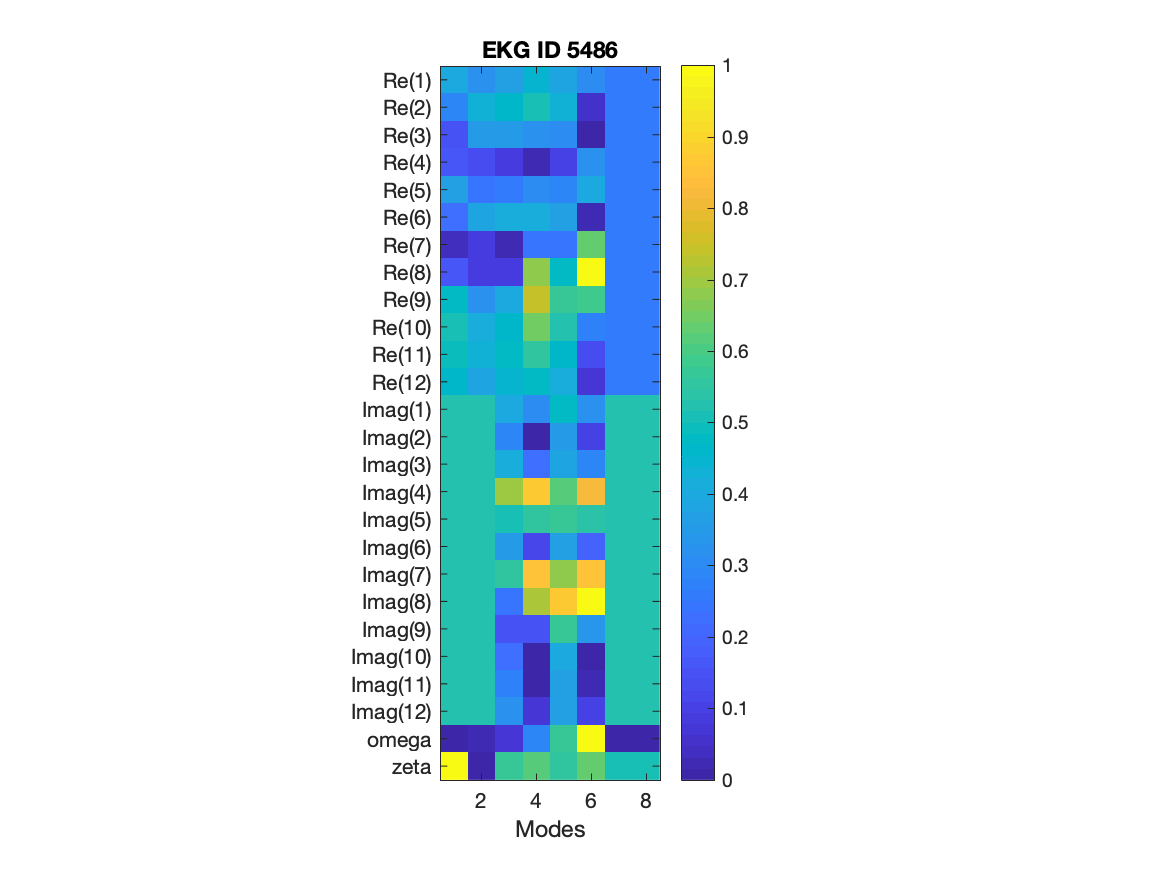 EKG ID 5486
Re(1)
Re(2)
Re(3)
Re(4)
Re(5)
Re(6)
Re(7)
Re(8)
Re(9)
Re(10)
Re(11)
Re(12)
Imag(1)
Imag(2)
Imag(3)
Imag(4)
Imag(5)
Imag(6)
Imag(7)
Imag(8)
Imag(9)
Imag(10)
Imag(11)
Imag(12)
omega
zeta
2 4 6 8
Modes
1
0.9
0.8
0.7
0.6
0.5
0.4
0.3
0.2
0.1
0